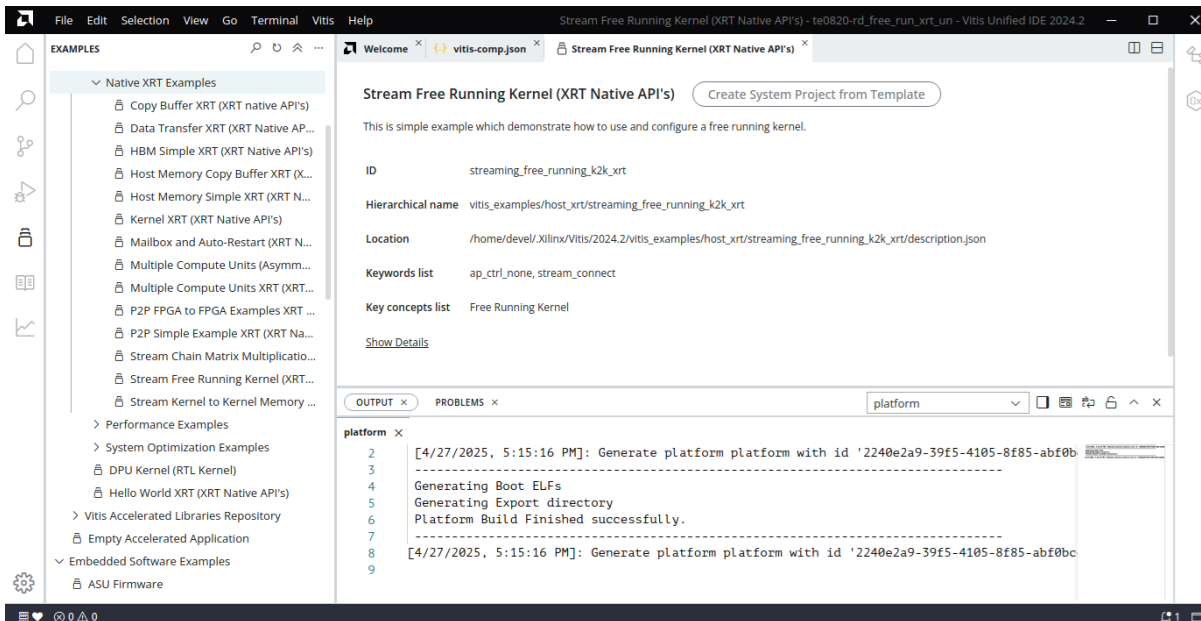 File Edit Selection View Go Terminal Vitis Help
Stream Free Running Kernel (XRT Native API's) - te0820-rd_free_run_xrt_un - Vitis Unified IDE 2024.2
EXAMPLES
Native XRT Examples
Copy Buffer XRT (XRT native API's)
Data Transfer XRT (XRT Native AP...
HBM Simple XRT (XRT Native API's)
Host Memory Copy Buffer XRT (X...
Host Memory Simple XRT (XRT N...
Kernel XRT (XRT Native API's)
Mailbox and Auto-Restart (XRT N...
Multiple Compute Units (Asymm...
Multiple Compute Units XRT (XRT...
P2P FPGA to FPGA Examples XRT ...
P2P Simple Example XRT (XRT Na...
Stream Chain Matrix Multiplicatio...
Stream Free Running Kernel (XRT...
Stream Kernel to Kernel Memory ...
Performance Examples
System Optimization Examples
DPU Kernel (RTL Kernel)
Hello World XRT (XRT Native API's)
Vitis Accelerated Libraries Repository
Empty Accelerated Application
Embedded Software Examples
ASU Firmware
Welcome
vitis-comp.json
Stream Free Running Kernel (XRT Native API's)
Stream Free Running Kernel (XRT Native API's) Create System Project from Template
This is simple example which demonstrate how to use and configure a free running kernel.
ID streaming_free_running_k2k_xrt
Hierarchical name vitis_examples/host_xrt/streaming_free_running_k2k_xrt
Location /home/devel/.Xilinx/Vitis/2024.2/vitis_examples/host_xrt/streaming_free_running_k2k_xrt/description.json
Keywords list ap_ctrl_none, stream_connect
Key concepts list Free Running Kernel
Show Details
OUTPUT PROBLEMS platform
platform
2 [4/27/2025, 5:15:16 PM]: Generate platform platform with id '2240e2a9-39f5-4105-8f85-abf0b
3 --------------------------------------------------------------------------------
4 Generating Boot ELFs
5 Generating Export directory
6 Platform Build Finished successfully.
7 --------------------------------------------------------------------------------
8 [4/27/2025, 5:15:16 PM]: Generate platform platform with id '2240e2a9-39f5-4105-8f85-abf0bc
9
0 0
1